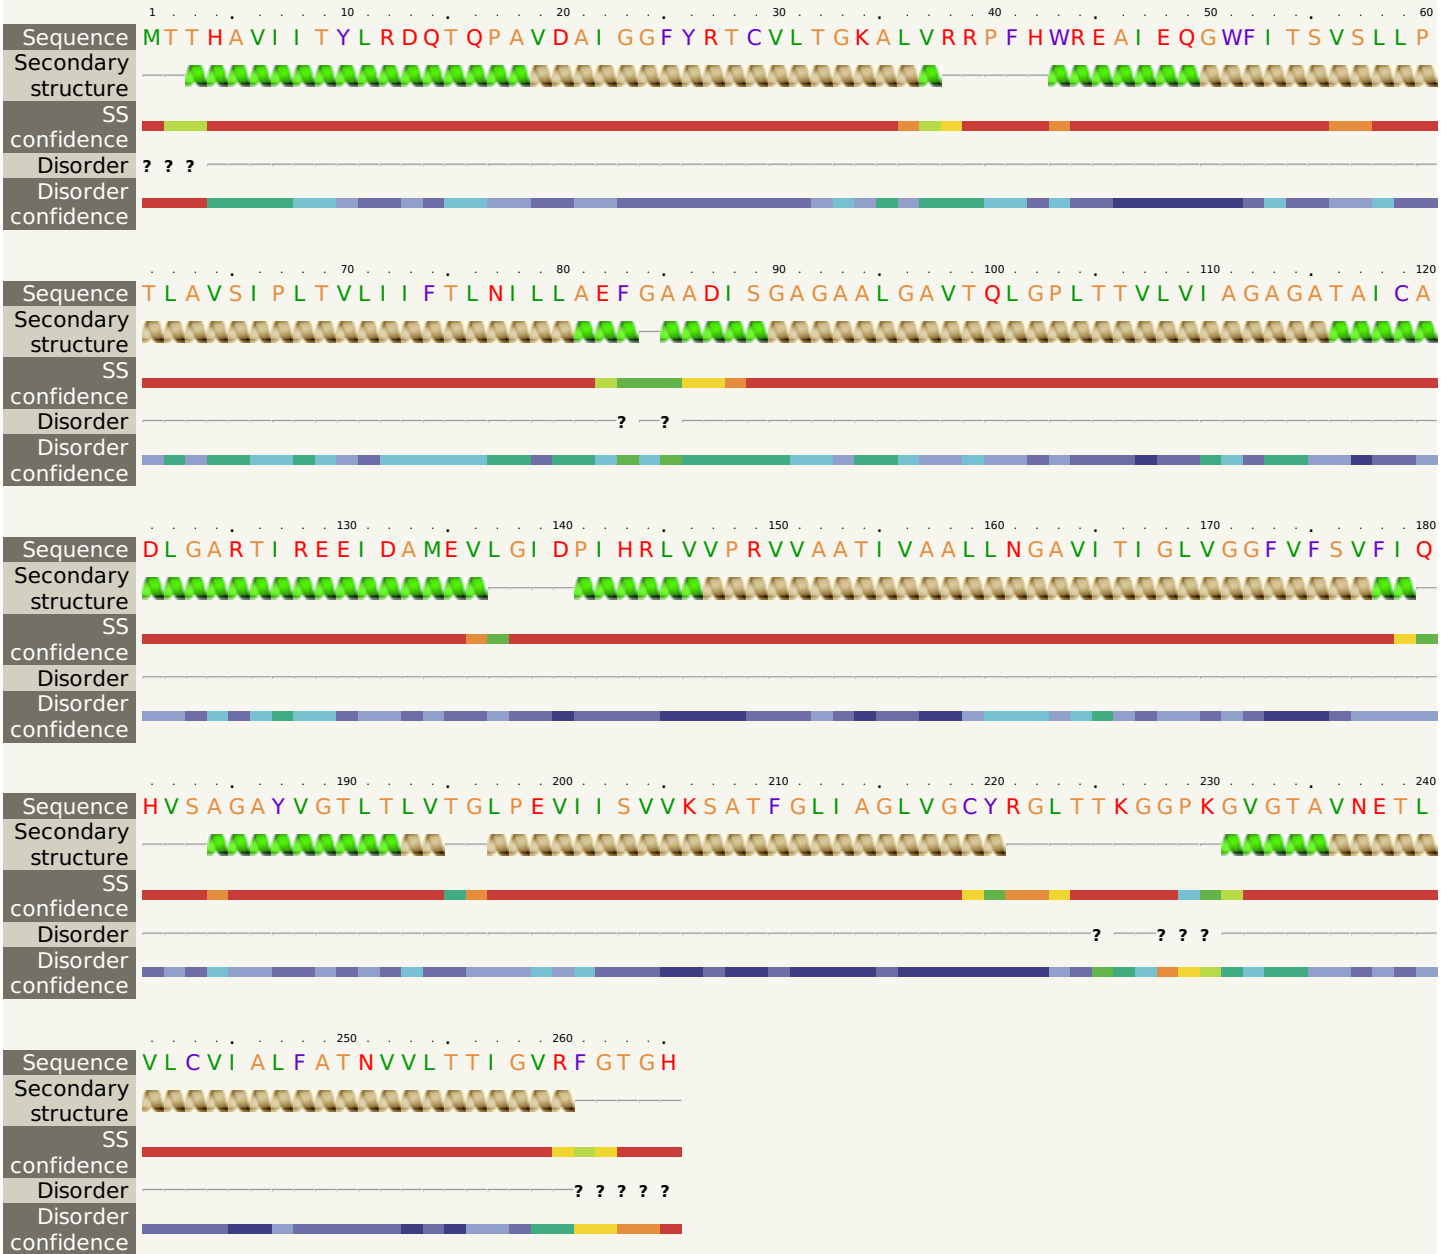 1 10 20 30 40 50 60
Sequence MTTHAVIITYLRDQTQPAVDAIGGFYRTCVLTGKALVRRPFHWREAIEQGWFITSVSLLP
Secondary
structure
SS
confidence
Disorder ? ? ?
Disorder
confidence
70 80 90 100 110 120
Sequence TLAVSIPLTVLIIFTLNILLAEFGAADISGAGAALGAVTQLGPLTTVLVIAGAGATAICA
Secondary
structure
SS
confidence
Disorder ? ?
Disorder
confidence
130 140 150 160 170 180
Sequence DLGARTIREEIDAMEVLGIDPIHRLVVPRVVAATIVAALLNGAVITIGLVGGFVFSVFIQ
Secondary
structure
SS
confidence
Disorder
Disorder
confidence
190 200 210 220 230 240
Sequence HVSAGAYVGTLTLVTGLPEVIISVVKSATFGLIAGLVGCYRGLTTKGGPKGVGTAVNETL
Secondary
structure
SS
confidence
Disorder ? ? ? ?
Disorder
confidence
250 260
Sequence VLCVIALFATNVVLTTIGVRFGTGH
Secondary
structure
SS
confidence
Disorder ? ? ? ? ?
Disorder
confidence